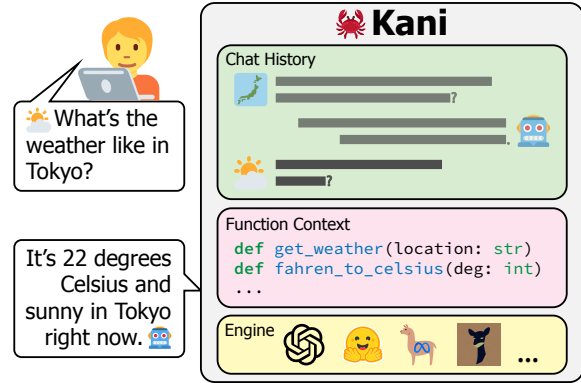 Kani
What's the
weather like in
Tokyo?
Chat History
?
.
?
Function Context
def get_weather(location: str)
def fahren_to_celsius(deg: int)
...
It's 22 degrees
Celsius and
sunny in Tokyo
right now.
Engine
...